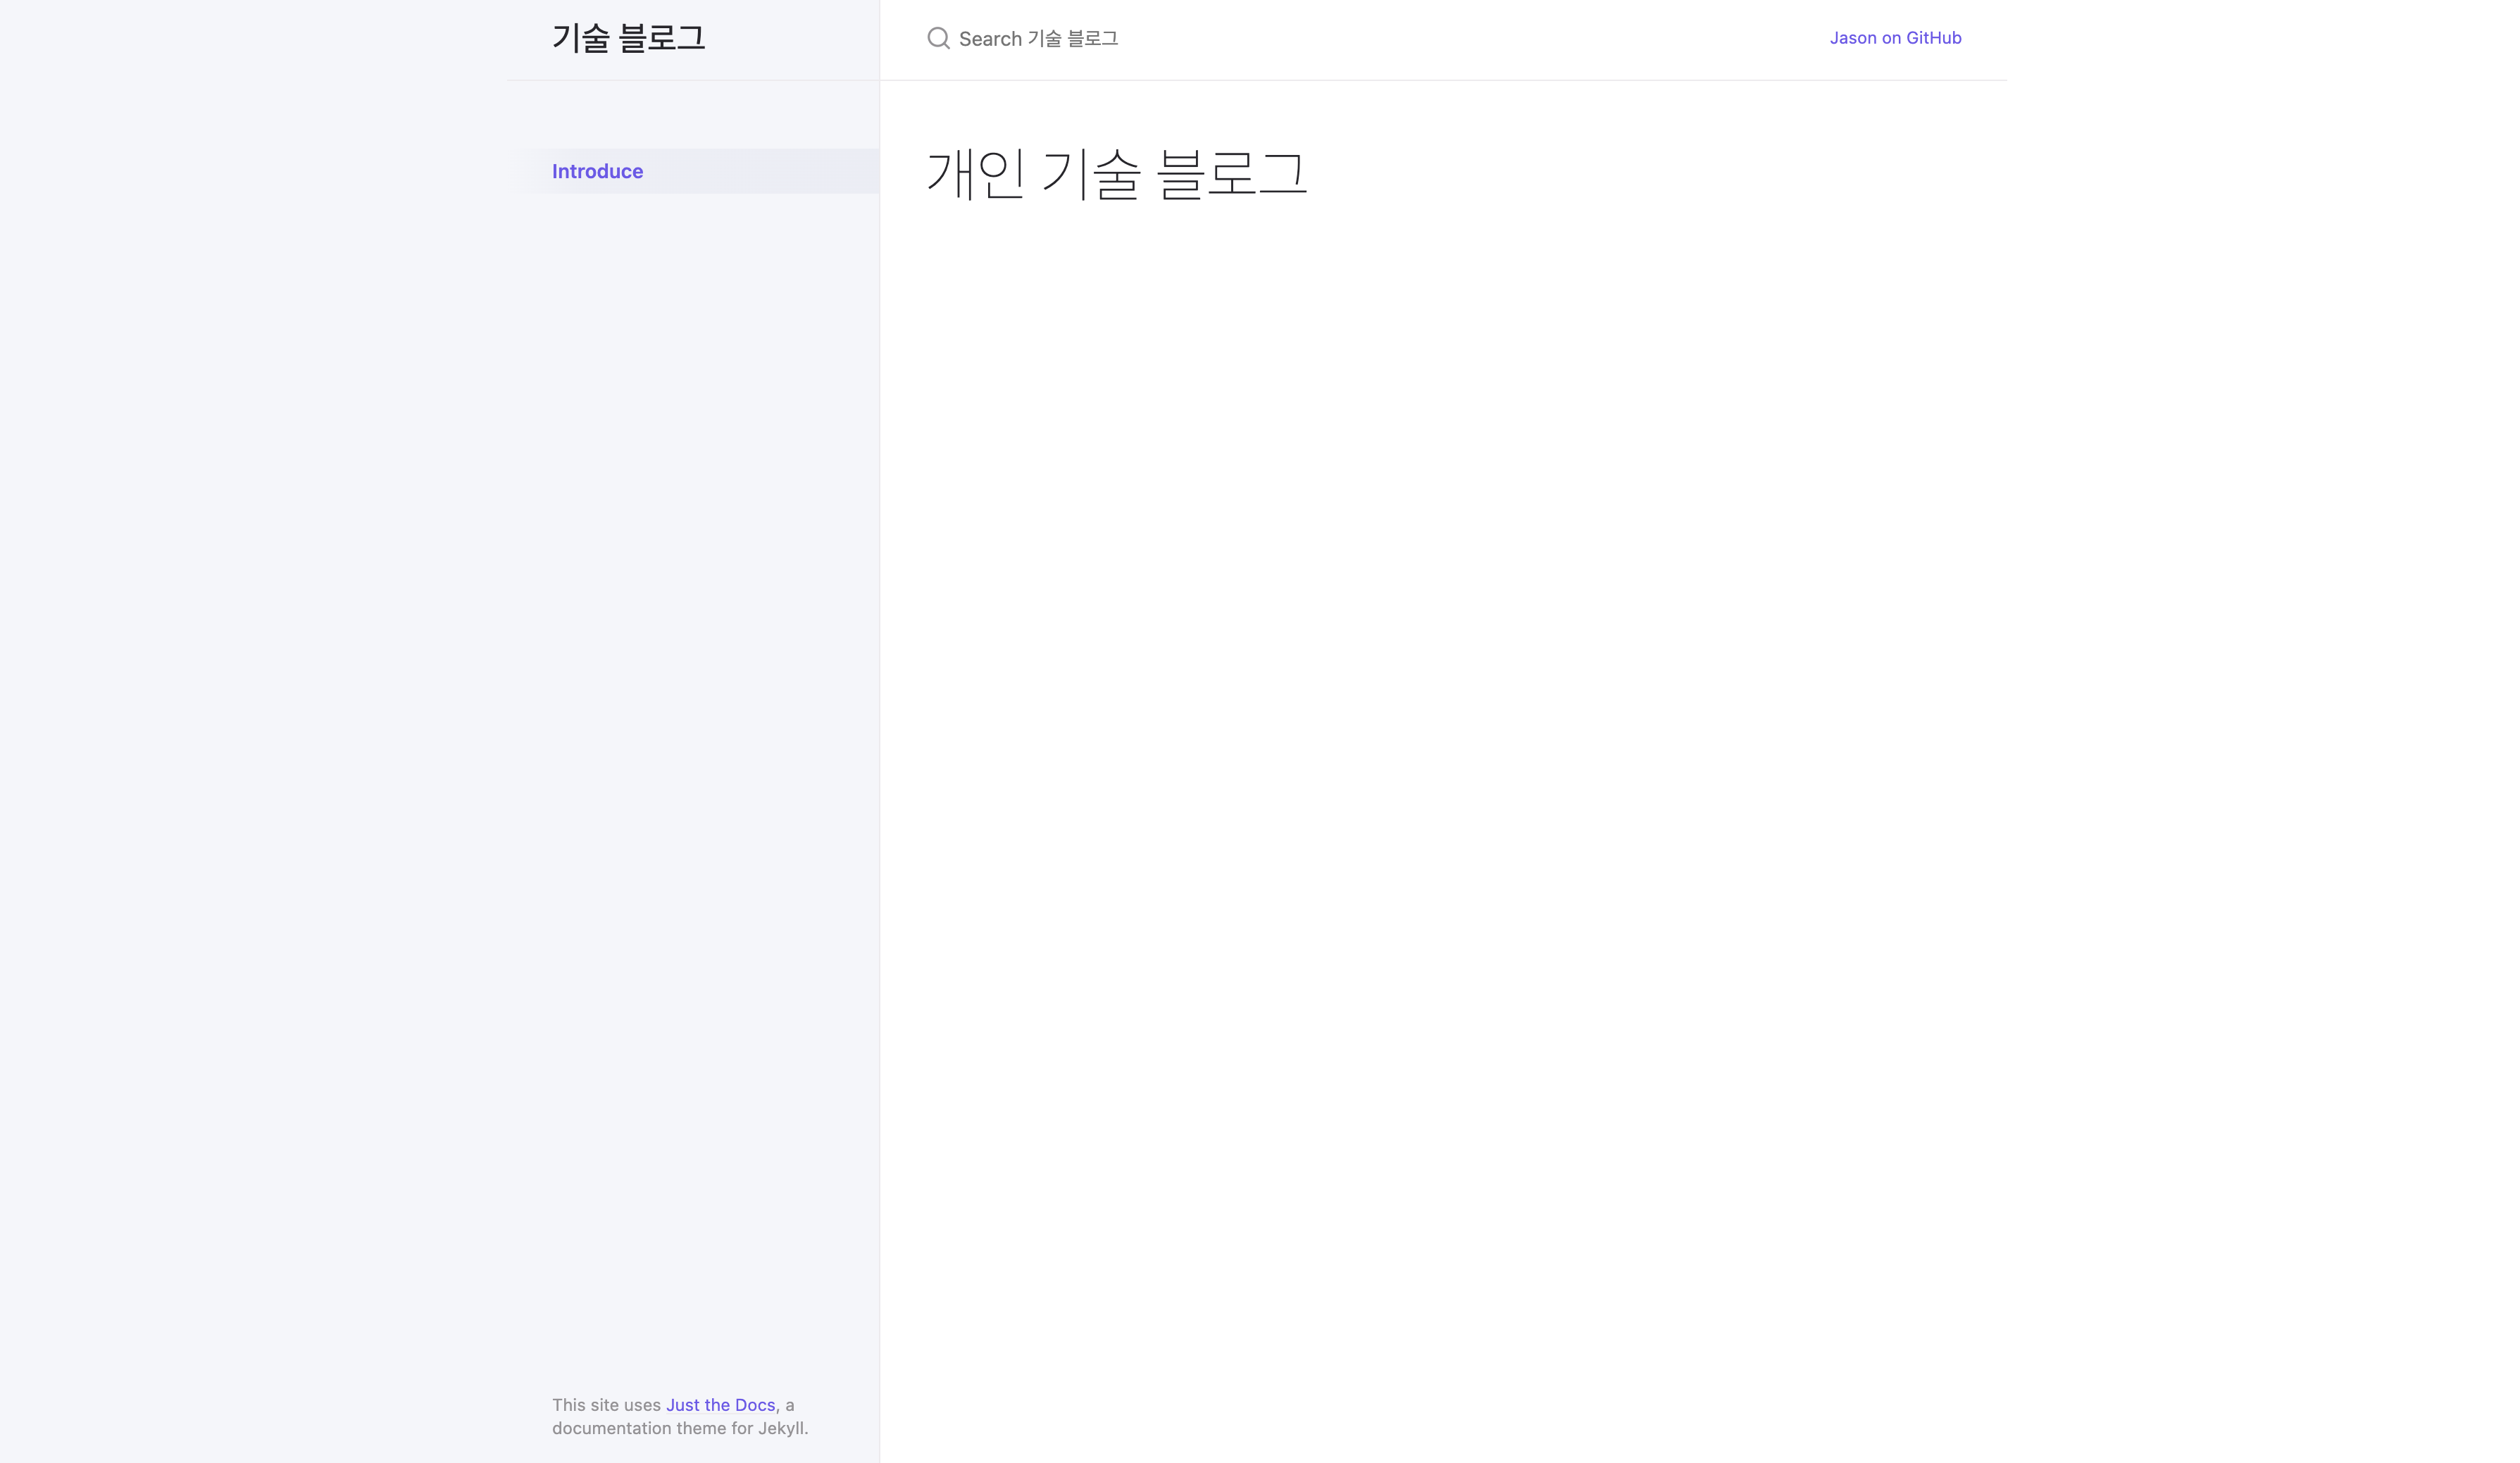 기술 블로그
Search 기술 블로그
Jason on GitHub
Introduce
개인 기술 블로그
This site uses Just the Docs, a
documentation theme for Jekyll.